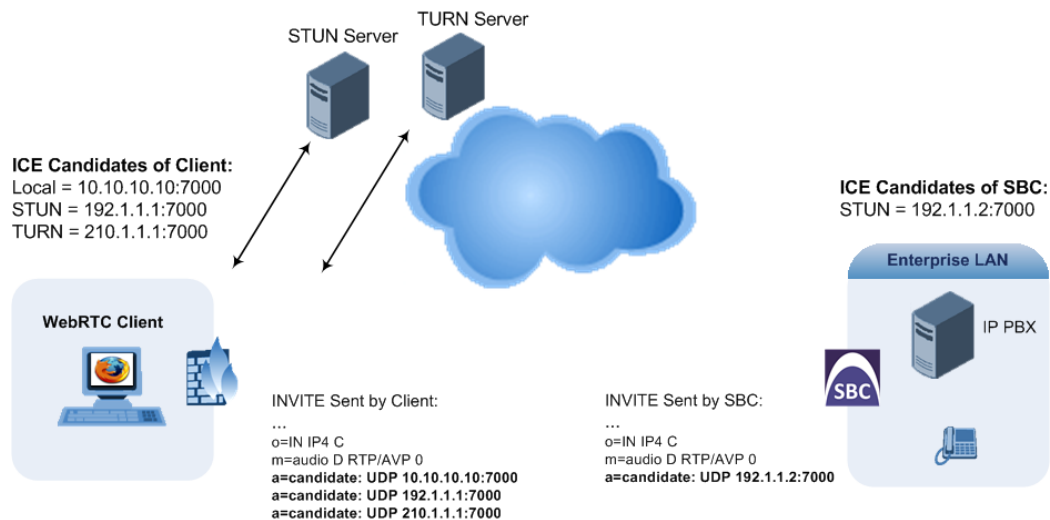 STUN Server
TURN Server
ICE Candidates of Client:
Local = 10.10.10.10:7000
STUN = 192.1.1.1:7000
TURN = 210.1.1.1:7000
ICE Candidates of SBC:
STUN = 192.1.1.2:7000
WebRTC Client
Enterprise LAN
IP PBX
SBC
INVITE Sent by Client:
...
o=IN IP4 C
m=audio D RTP/AVP 0
a=candidate: UDP 10.10.10.10:7000
a=candidate: UDP 192.1.1.1:7000
a=candidate: UDP 210.1.1.1:7000
INVITE Sent by SBC:
...
o=IN IP4 C
m=audio D RTP/AVP 0
a=candidate: UDP 192.1.1.2:7000